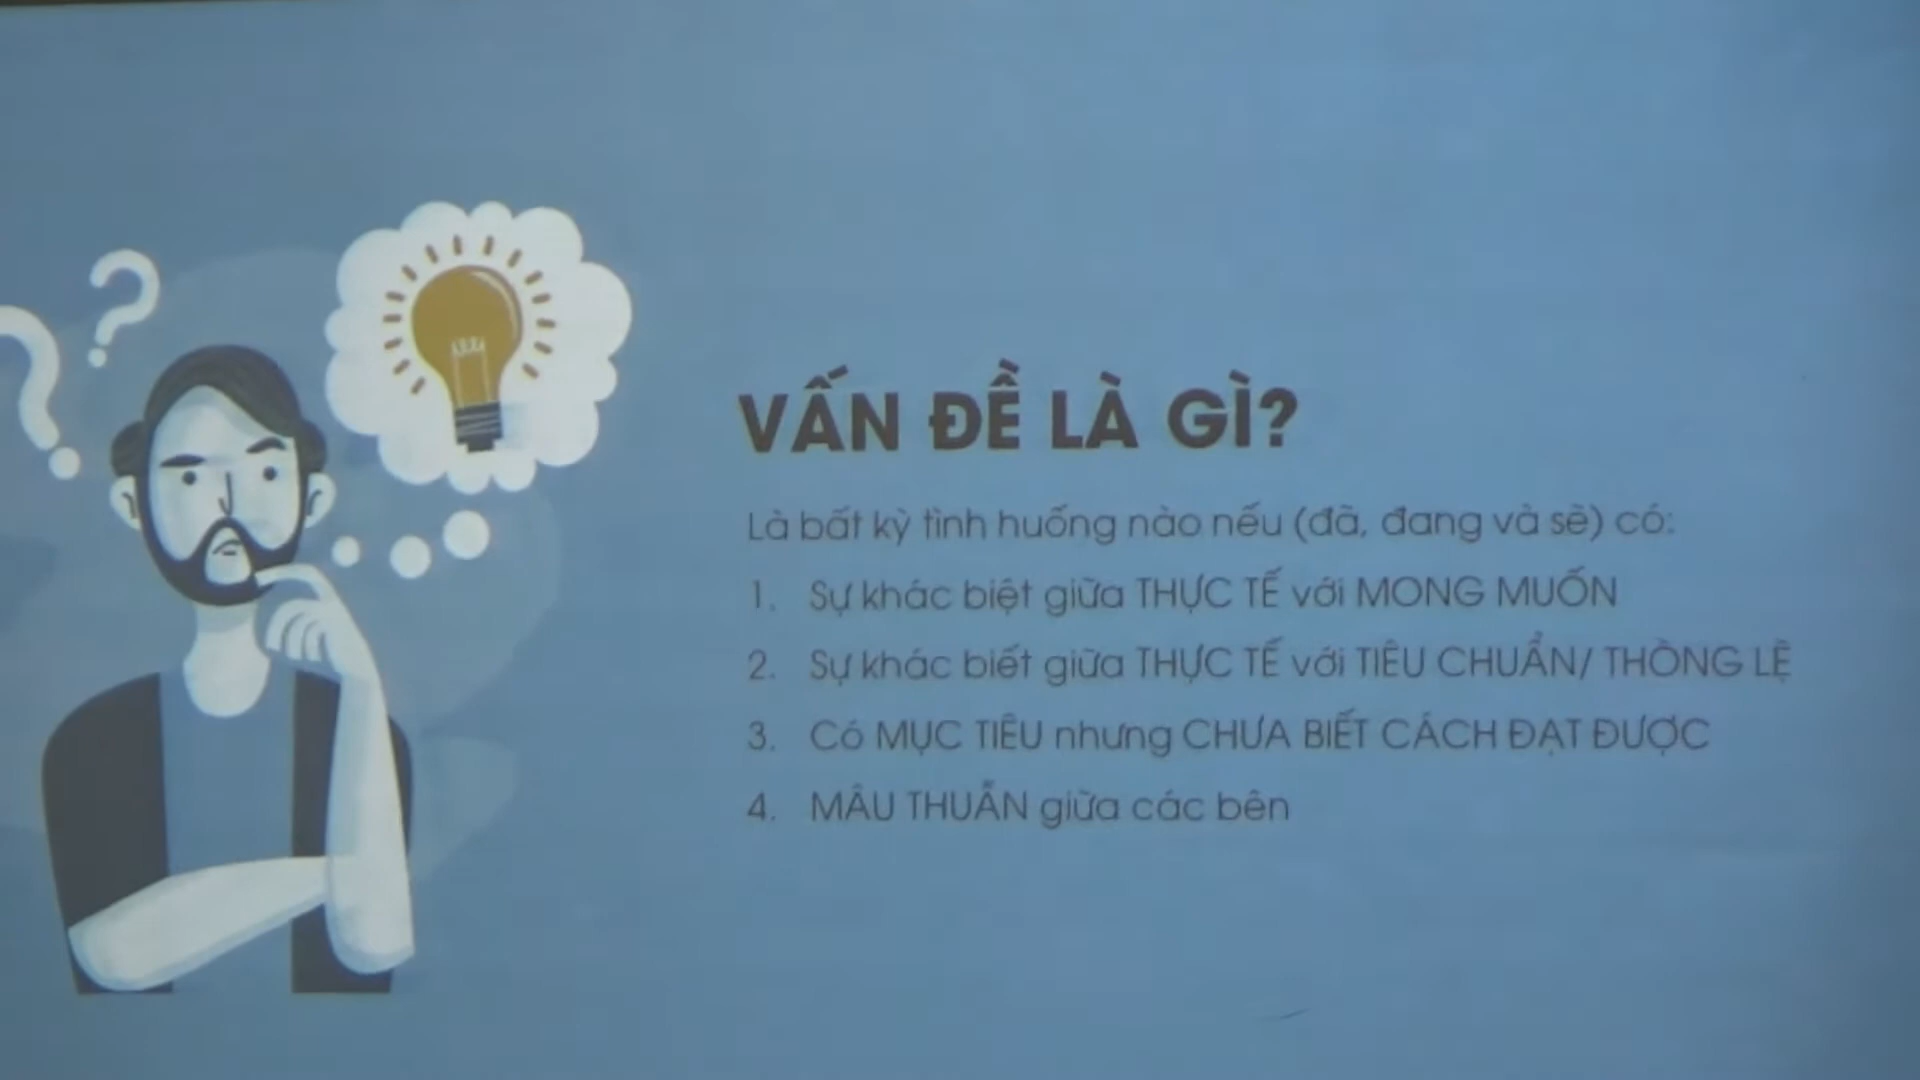 VẤN ĐỀ LÀ GÌ?
Là bất kỳ tình huống nào nếu (đã, đang và sẽ) có:
1. Sự khác biệt giữa THỰC TẾ với MONG MUỐN
2. Sự khác biết giữa THỰC TẾ với TIÊU CHUẨN/ THÒNG LỆ
3. Có MỤC TIÊU nhưng CHƯA BIẾT CÁCH ĐẠT ĐƯỢC
4. MÂU THUẪN giữa các bên